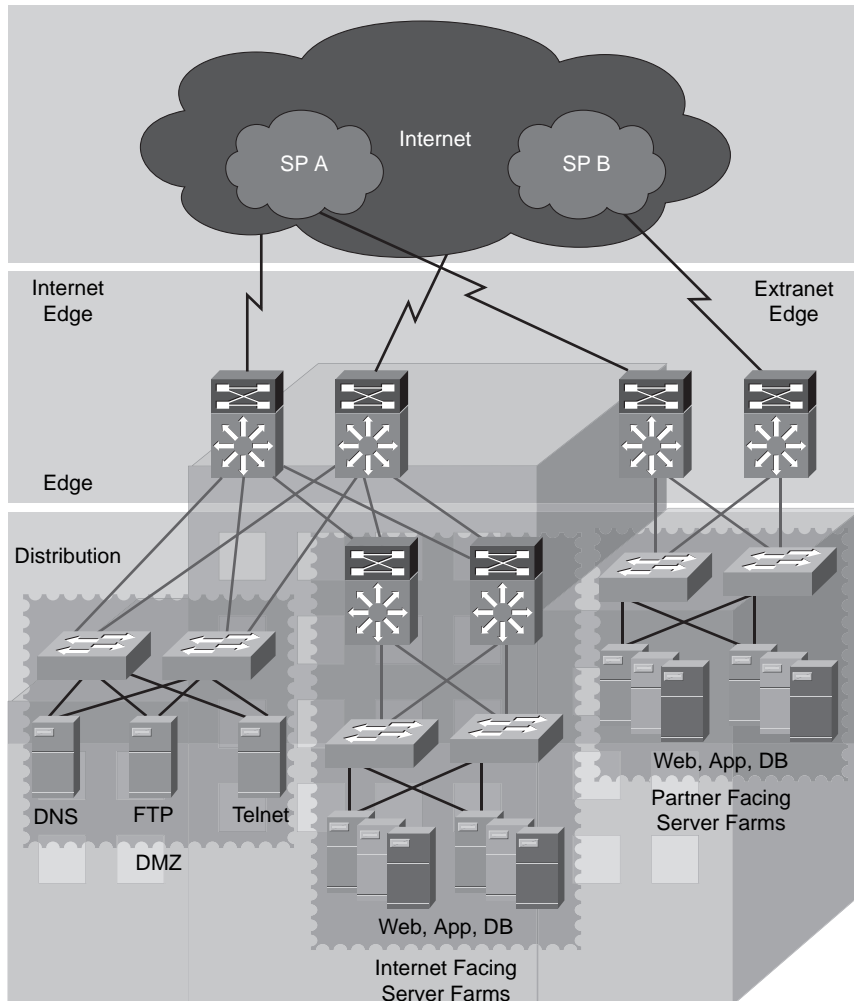 Internet
SP A
SP B
Internet
Edge
Extranet
Edge
Edge
Distribution
DNS
FTP
Telnet
DMZ
Web, App, DB
Partner Facing
Server Farms
Web, App, DB
Internet Facing
Server Farms